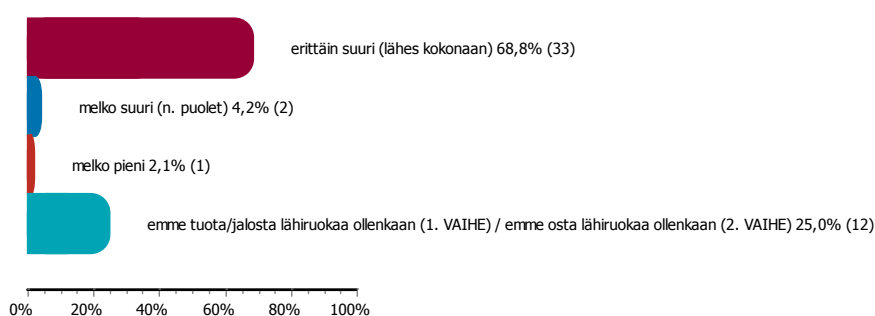 erittäin suuri (lähes kokonaan) 68,8% (33)
melko suuri (n. puolet) 4,2% (2)
melko pieni 2,1% (1)
emme tuota/jalosta lähiruokaa ollenkaan (1. VAIHE) / emme osta lähiruokaa ollenkaan (2. VAIHE) 25,0% (12)
0% 20% 40% 60% 80% 100%